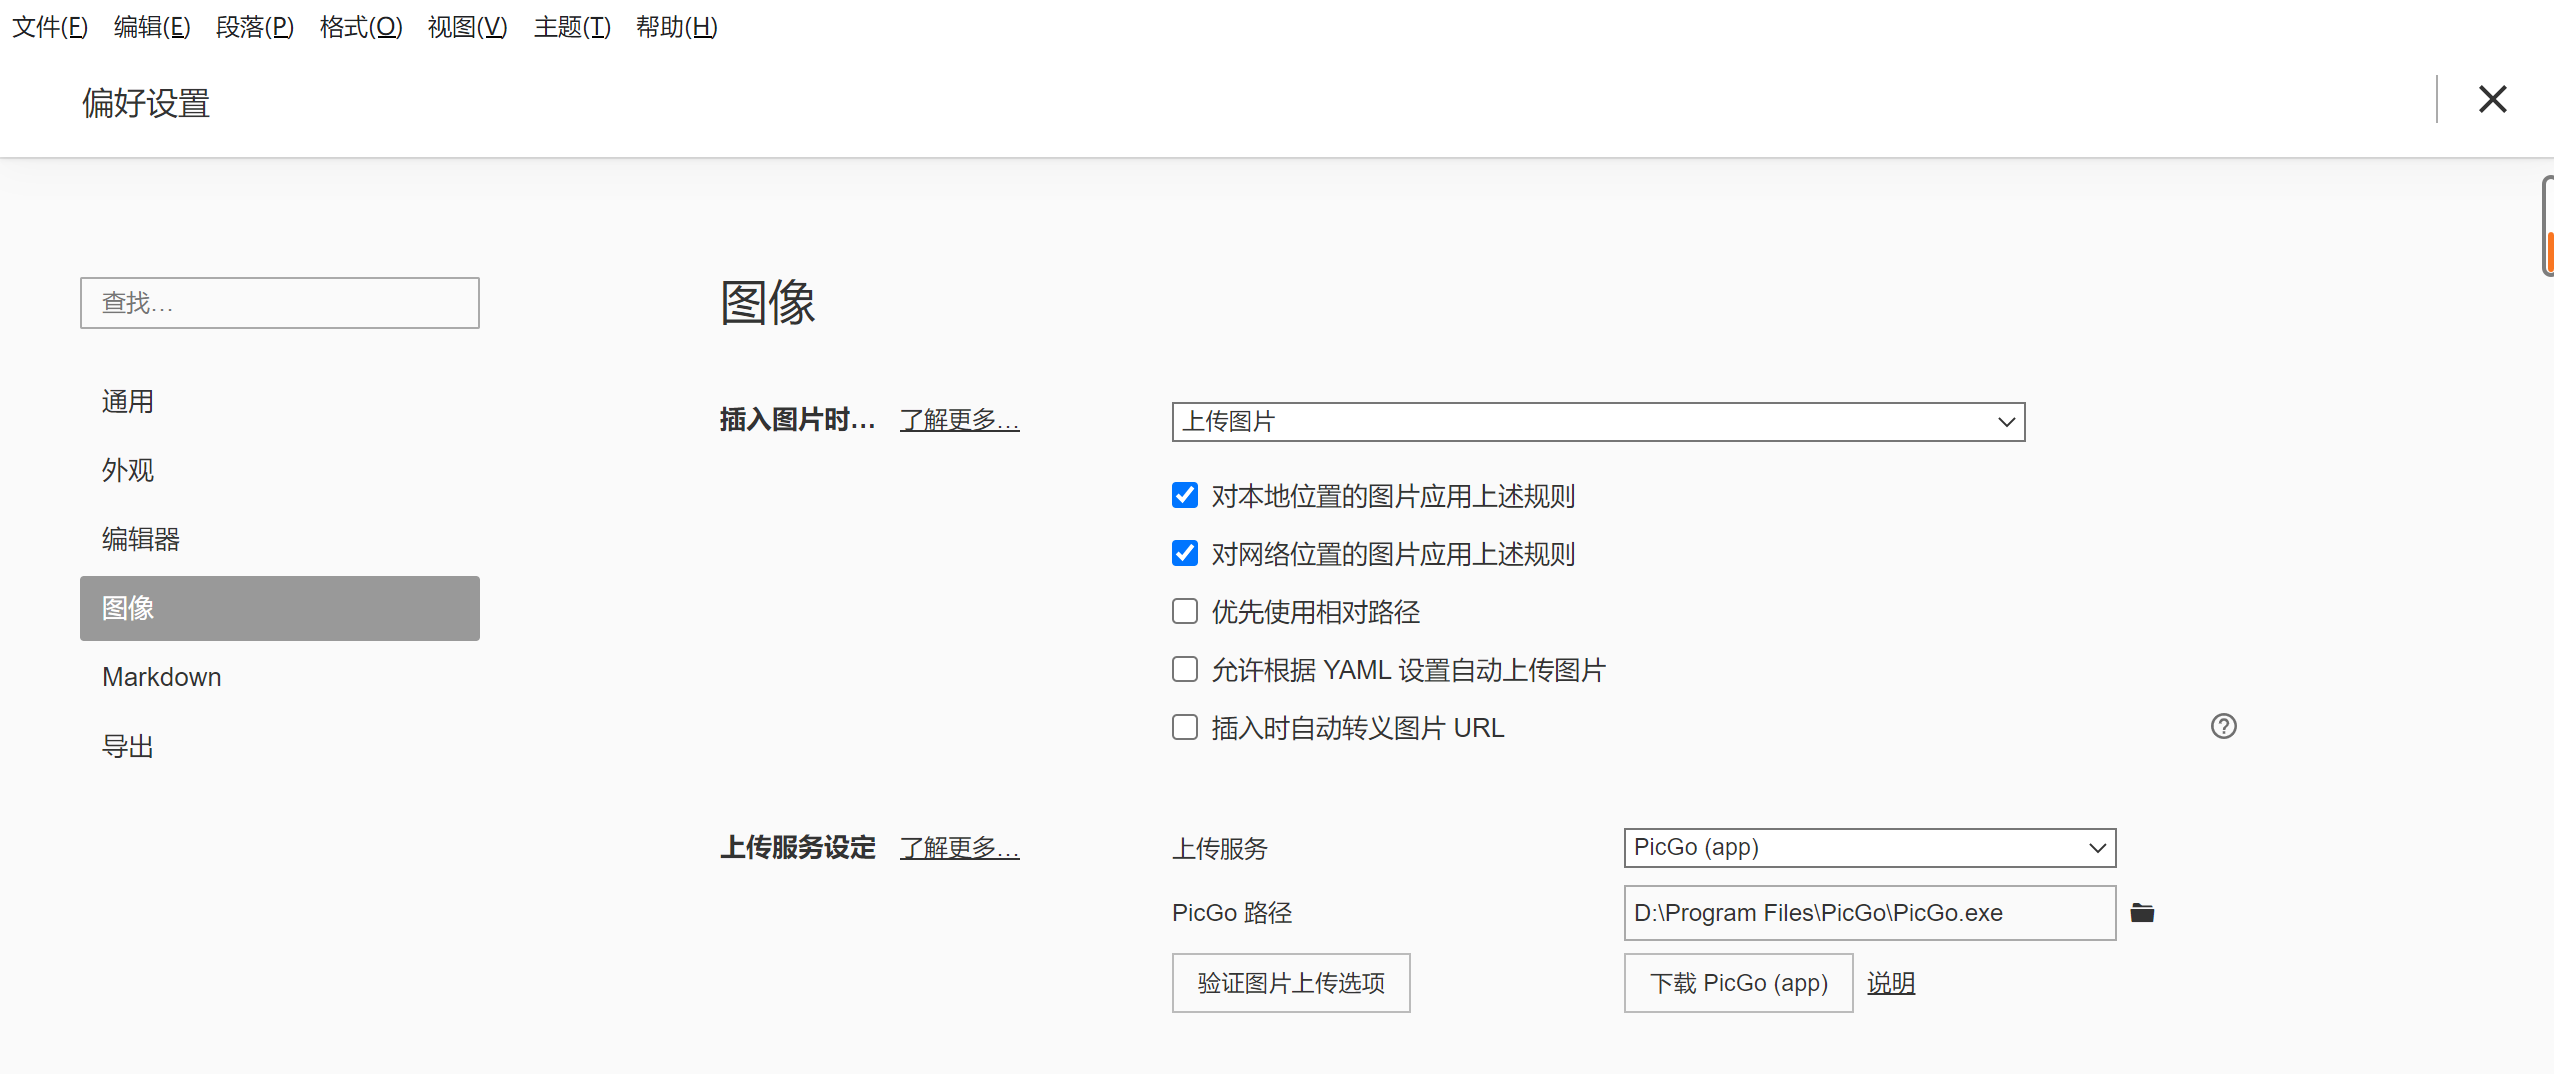 文件(F) 编辑(E) 段落(P) 格式(O) 视图(V) 主题(T) 帮助(H)
偏好设置
查找...
通用
外观
编辑器
图像
Markdown
导出
图像
插入图片时... 了解更多...
上传图片
对本地位置的图片应用上述规则
对网络位置的图片应用上述规则
优先使用相对路径
允许根据 YAML 设置自动上传图片
插入时自动转义图片 URL
上传服务设定 了解更多...
上传服务 PicGo (app)
PicGo 路径 D:\Program Files\PicGo\PicGo.exe
验证图片上传选项 下载 PicGo (app) 说明